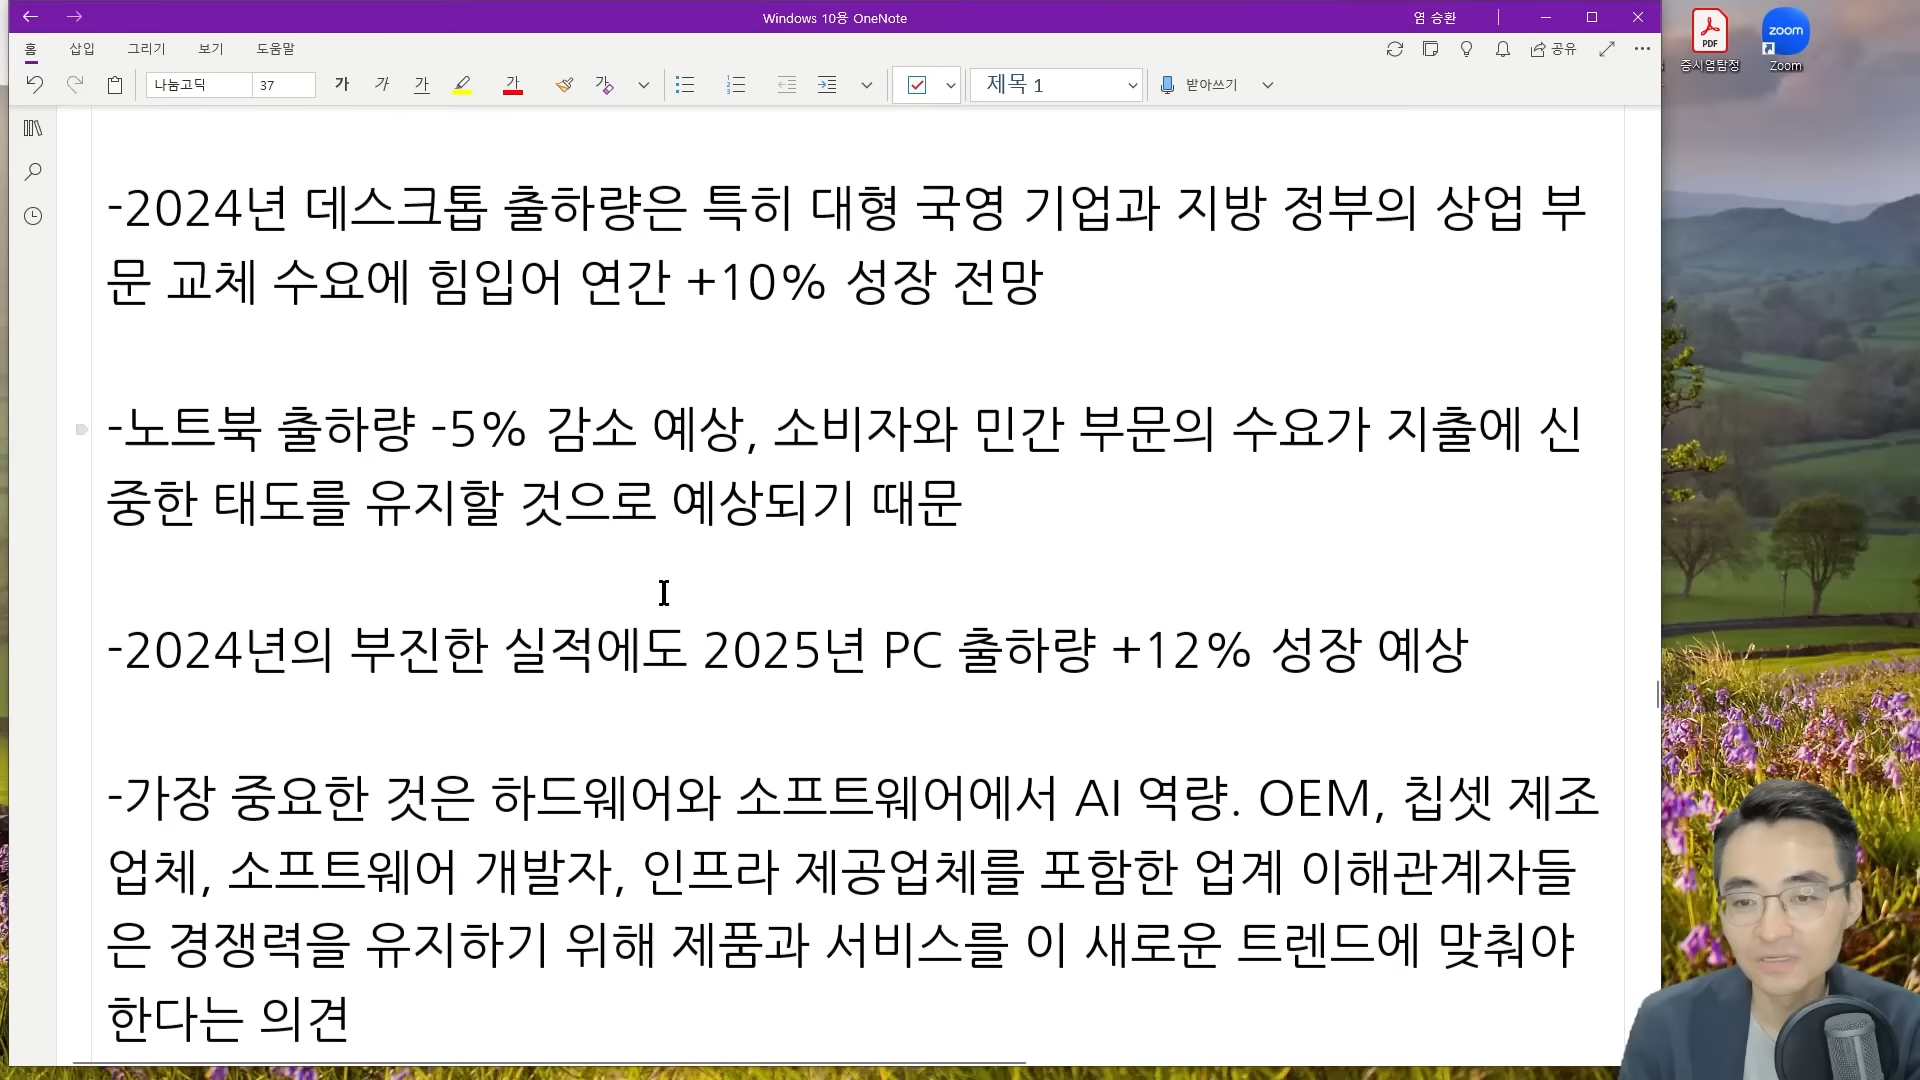 Windows 10용 OneNote
염 승환
홈 삽입 그리기 보기 도움말
공유
나눔고딕 37 가 가 가 가 가 제목 1 받아쓰기
-2024년 데스크톱 출하량은 특히 대형 국영 기업과 지방 정부의 상업 부
문 교체 수요에 힘입어 연간 +10% 성장 전망
-노트북 출하량 -5% 감소 예상, 소비자와 민간 부문의 수요가 지출에 신
중한 태도를 유지할 것으로 예상되기 때문
-2024년의 부진한 실적에도 2025년 PC 출하량 +12% 성장 예상
-가장 중요한 것은 하드웨어와 소프트웨어에서 AI 역량. OEM, 칩셋 제조
업체, 소프트웨어 개발자, 인프라 제공업체를 포함한 업계 이해관계자들
은 경쟁력을 유지하기 위해 제품과 서비스를 이 새로운 트렌드에 맞춰야
한다는 의견
PDF
증시염탐정
zoom
Zoom